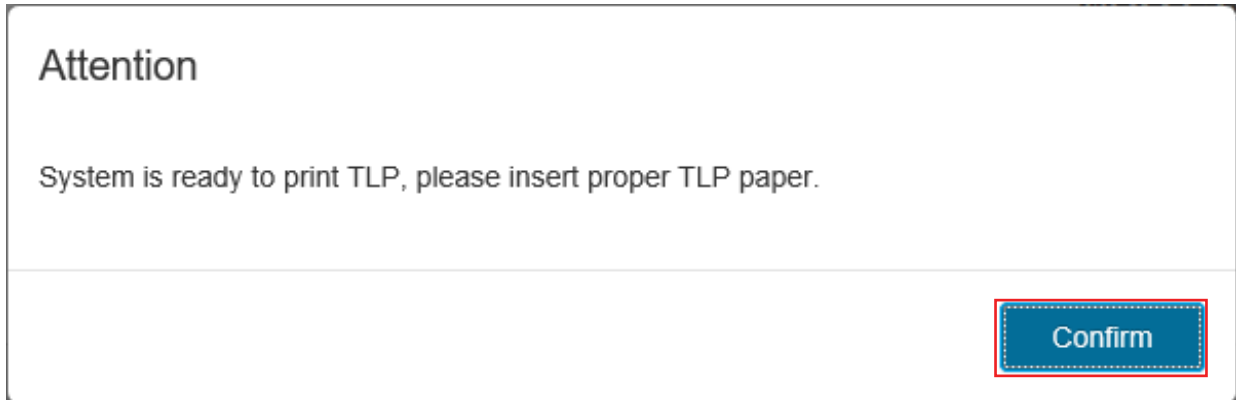 Attention
System is ready to print TLP, please insert proper TLP paper.
Confirm